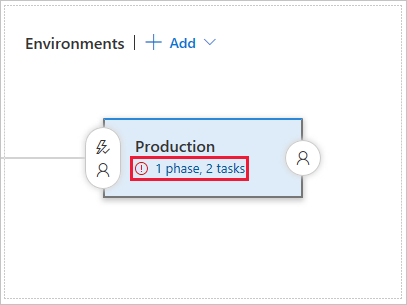 Environments | + Add
Production
1 phase, 2 tasks